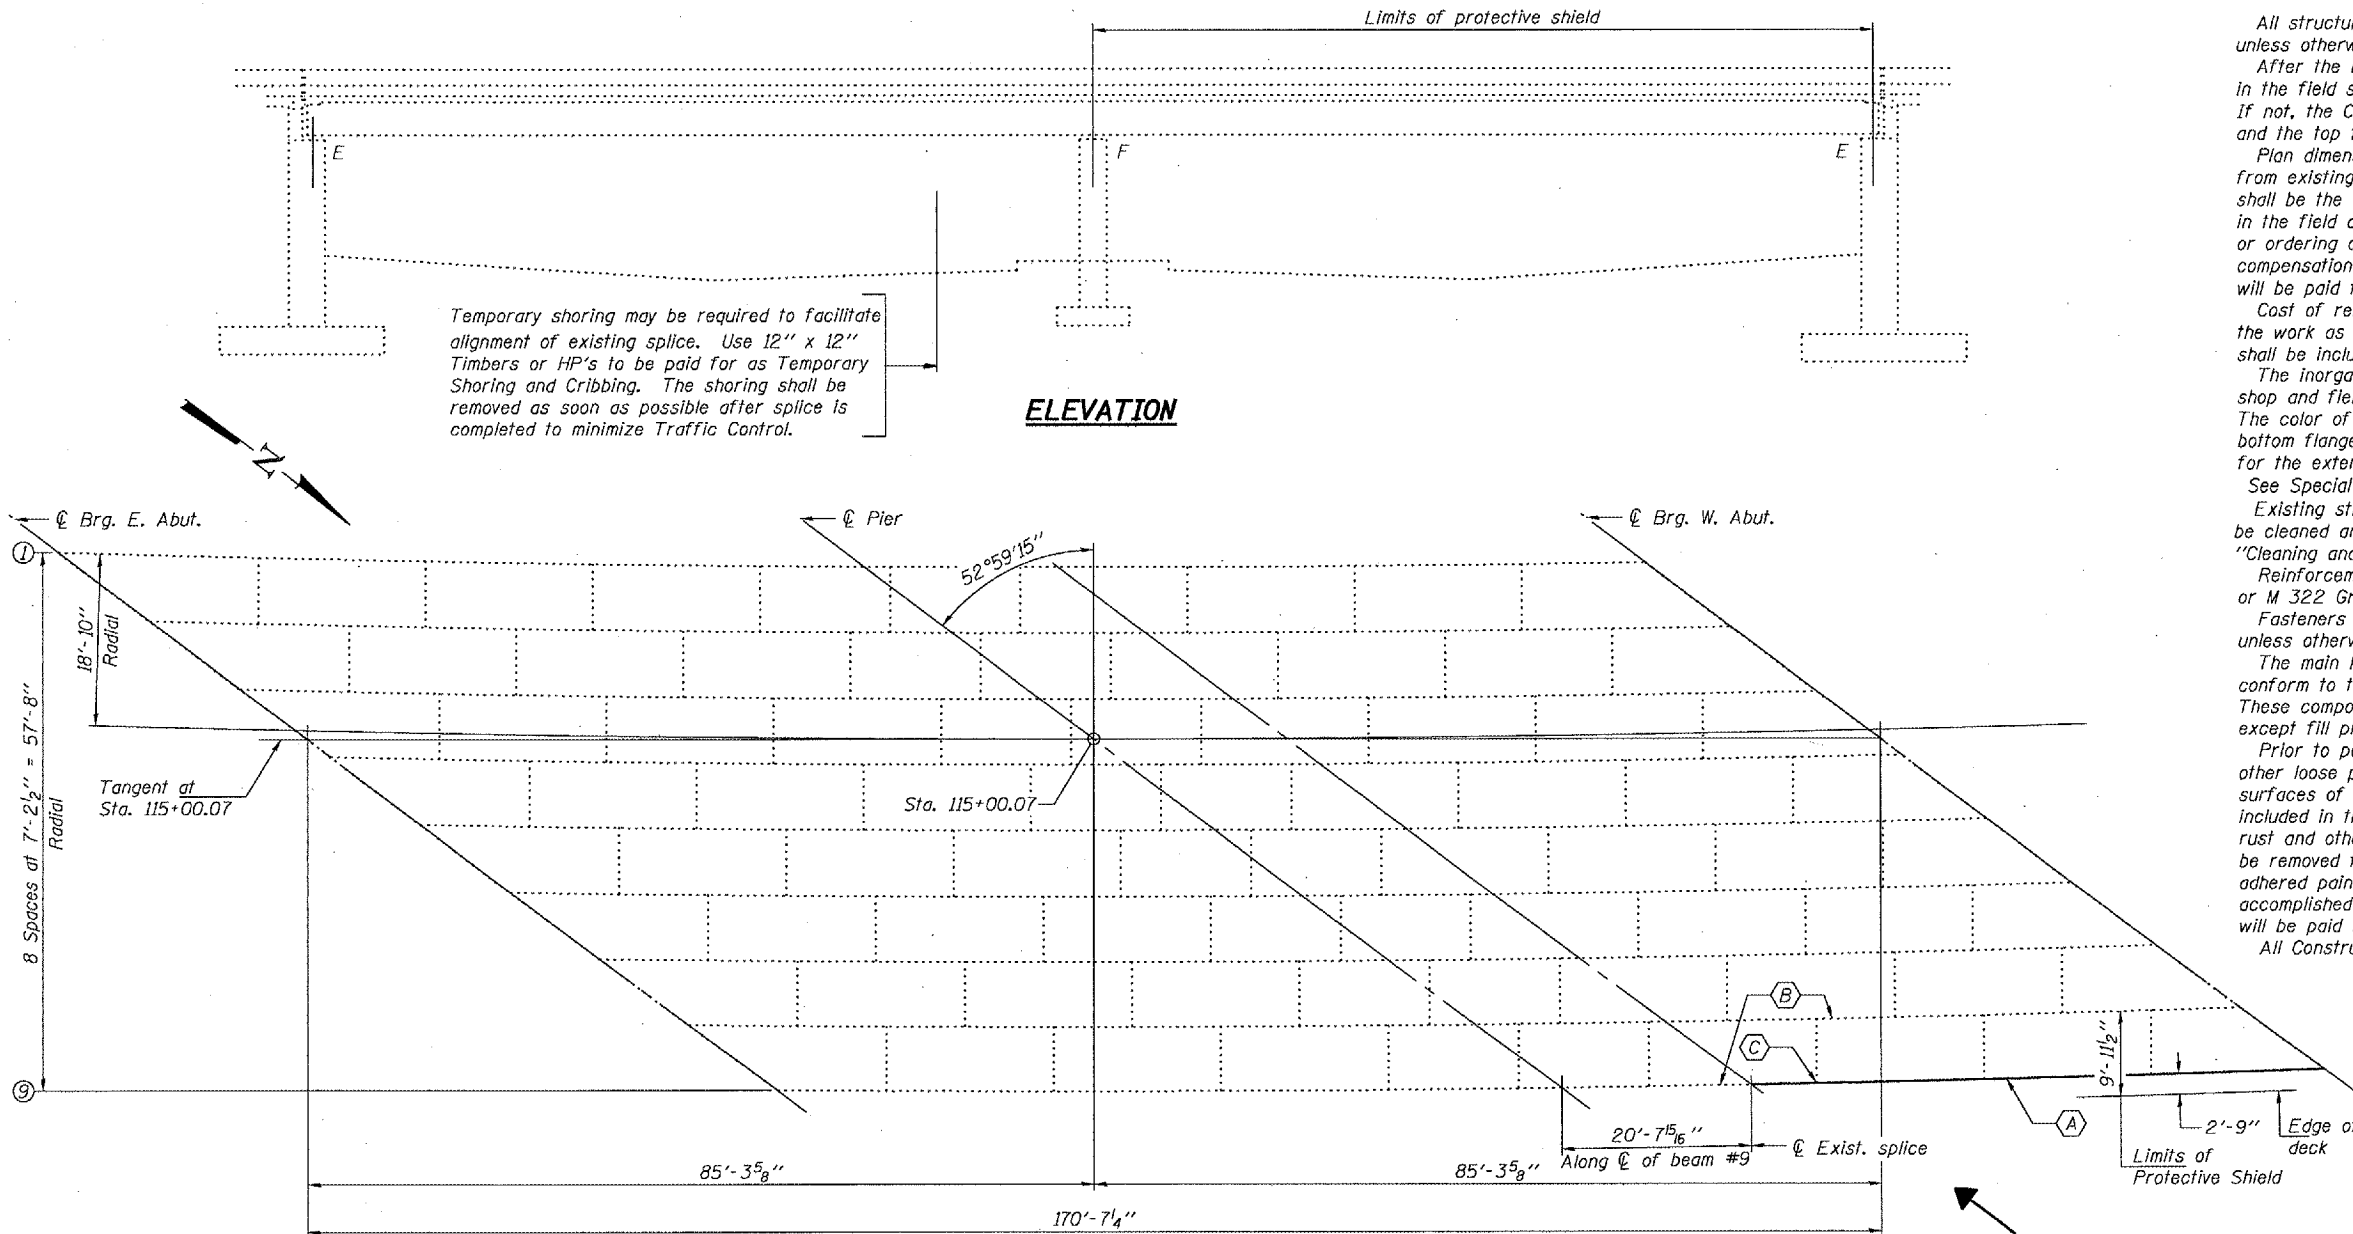 Limits of protective shield
E
F
E
Temporary shoring may be required to facilitate
alignment of existing splice. Use 12" x 12"
Timbers or HP's to be paid for as Temporary
Shoring and Cribbing. The shoring shall be
removed as soon as possible after splice is
completed to minimize Traffic Control.
ELEVATION
N
℄ Brg. E. Abut.
℄ Pier
℄ Brg. W. Abut.
1
52°59'15"
18'-10"
Radial
8 Spaces at 7'-2½" = 57'-8"
Radial
Tangent at
Sta. 115+00.07
Sta. 115+00.07
B
C
A
9
9'-11½"
2'-9"
Edge of
deck
Limits of
Protective Shield
20'-7 15/16"
Along ℄ of beam #9
℄ Exist. splice
85'-3⅝"
85'-3⅝"
170'-7¼"
All structu
unless otherw
After the
in the field s
If not, the C
and the top
Plan dimen
from existing
shall be the
in the field
or ordering
compensation
will be paid
Cost of re
the work as
shall be inclu
The inorga
shop and fie
The color of
bottom flange
for the exte
See Special
Existing st
be cleaned a
"Cleaning an
Reinforcem
or M 322 Gr
Fasteners
unless otherw
The main
conform to t
These compo
except fill p
Prior to p
other loose p
surfaces of
included in t
rust and othe
be removed
adhered pain
accomplished
will be paid
All Constru